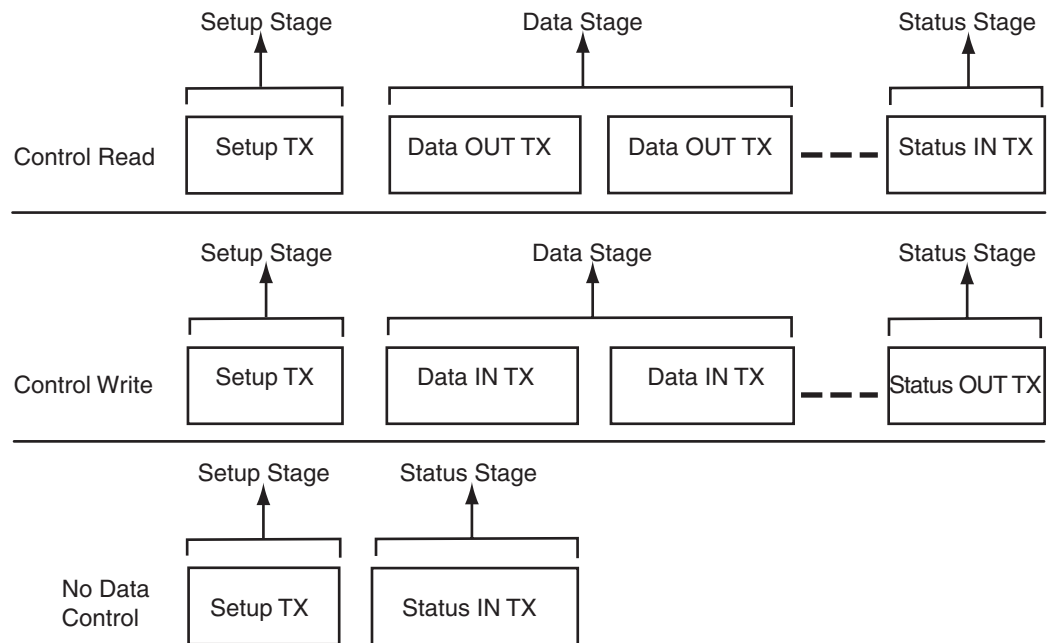 Setup Stage Data Stage Status Stage
Control Read Setup TX Data OUT TX Data OUT TX Status IN TX
Setup Stage Data Stage Status Stage
Control Write Setup TX Data IN TX Data IN TX Status OUT TX
Setup Stage Status Stage
No Data
Control
Setup TX Status IN TX